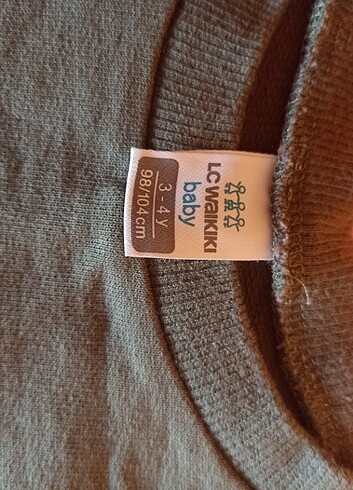 LC WAIKIKI
baby
3 - 4 y
98/104 cm